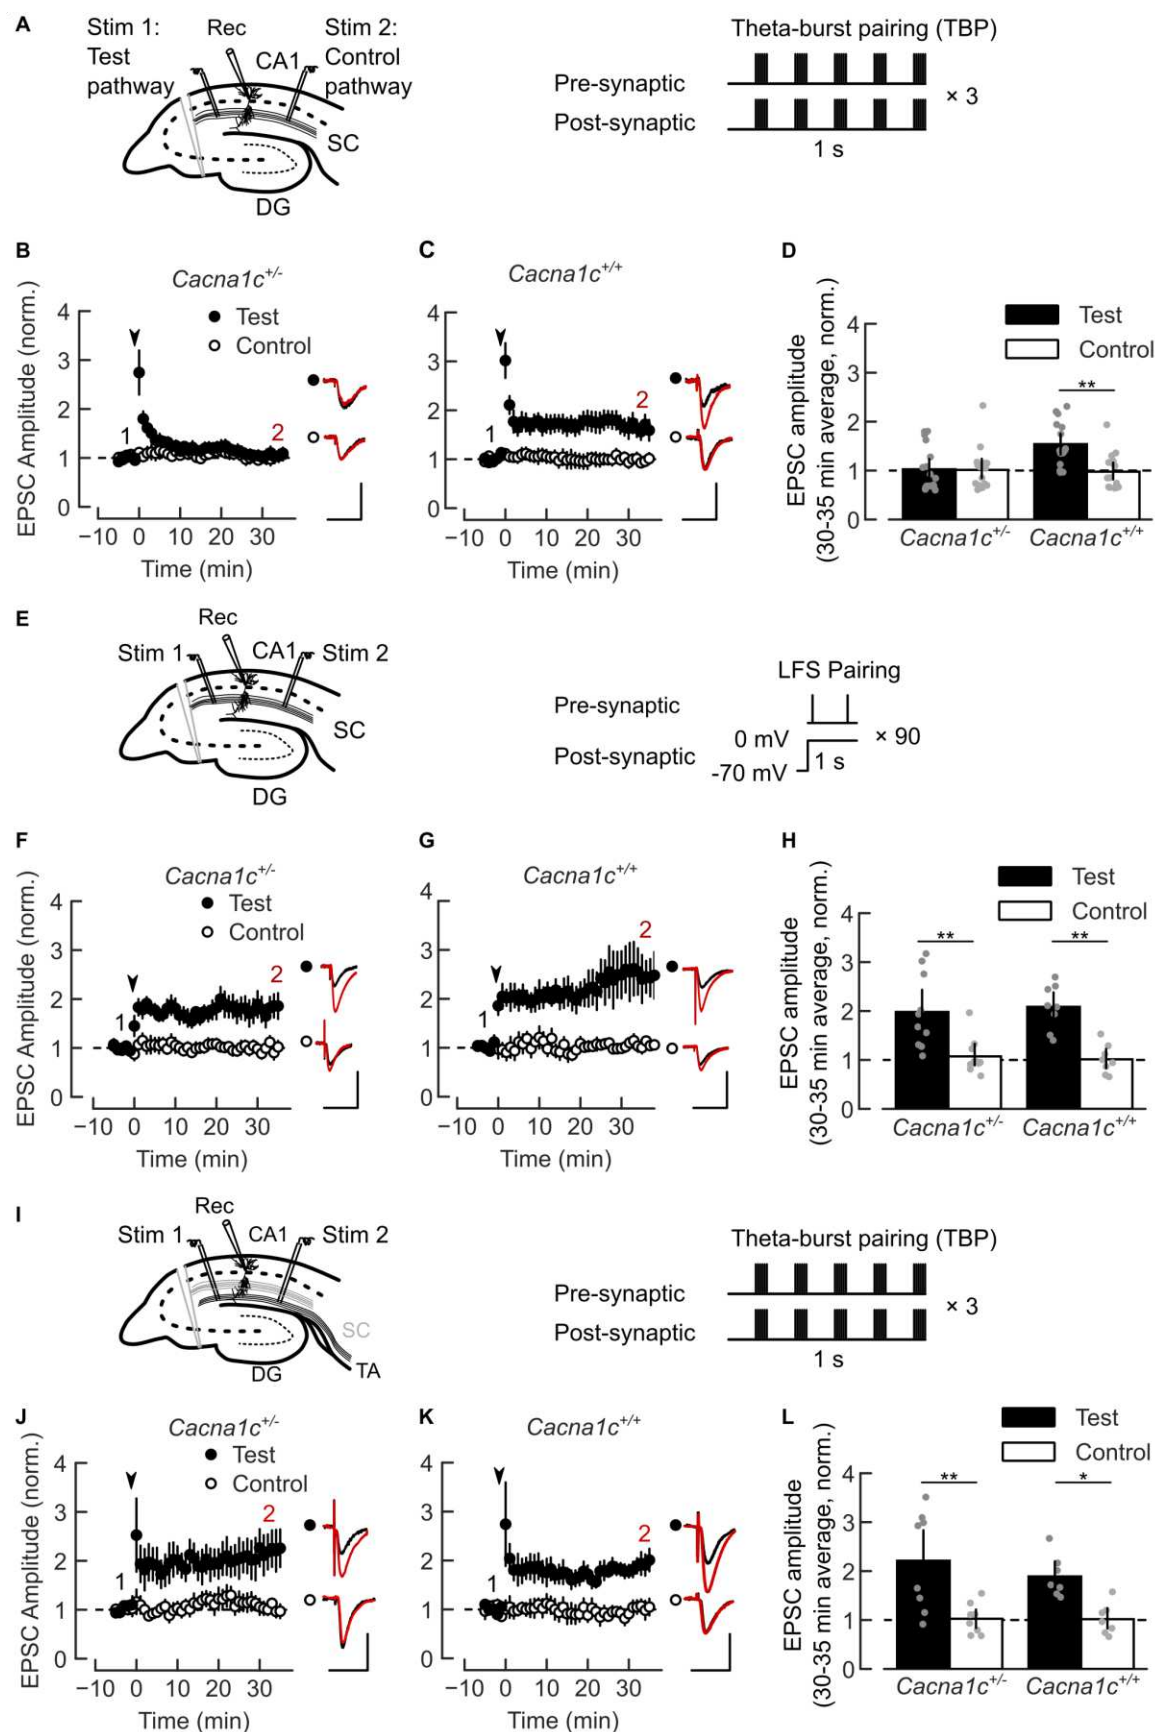 A
Stim 1:
Test
pathway
Rec
CA1
Stim 2:
Control
pathway
SC
DG
Theta-burst pairing (TBP)
Pre-synaptic
Post-synaptic
× 3
1 s
B
Cacna1c+/-
Test
Control
EPSC Amplitude (norm.)
4
3
2
1
0
1
2
−10 0 10 20 30
Time (min)
C
Cacna1c+/+
4
3
2
1
0
1
2
−10 0 10 20 30
Time (min)
D
Test
Control
EPSC amplitude
(30-35 min average, norm.)
4
3
2
1
0
**
Cacna1c+/- Cacna1c+/+
E
Rec
Stim 1
CA1
Stim 2
SC
DG
LFS Pairing
Pre-synaptic
Post-synaptic
0 mV
-70 mV
1 s
× 90
F
Cacna1c+/-
Test
Control
EPSC Amplitude (norm.)
4
3
2
1
0
1
2
−10 0 10 20 30
Time (min)
G
Cacna1c+/+
4
3
2
1
0
1
2
−10 0 10 20 30
Time (min)
H
Test
Control
EPSC amplitude
(30-35 min average, norm.)
4
3
2
1
0
** **
Cacna1c+/- Cacna1c+/+
I
Rec
Stim 1
CA1
Stim 2
SC
DG
TA
Theta-burst pairing (TBP)
Pre-synaptic
Post-synaptic
× 3
1 s
J
Cacna1c+/-
Test
Control
EPSC Amplitude (norm.)
4
3
2
1
0
1
2
−10 0 10 20 30
Time (min)
K
Cacna1c+/+
4
3
2
1
0
1
2
−10 0 10 20 30
Time (min)
L
Test
Control
EPSC amplitude
(30-35 min average, norm.)
4
3
2
1
0
** *
Cacna1c+/- Cacna1c+/+